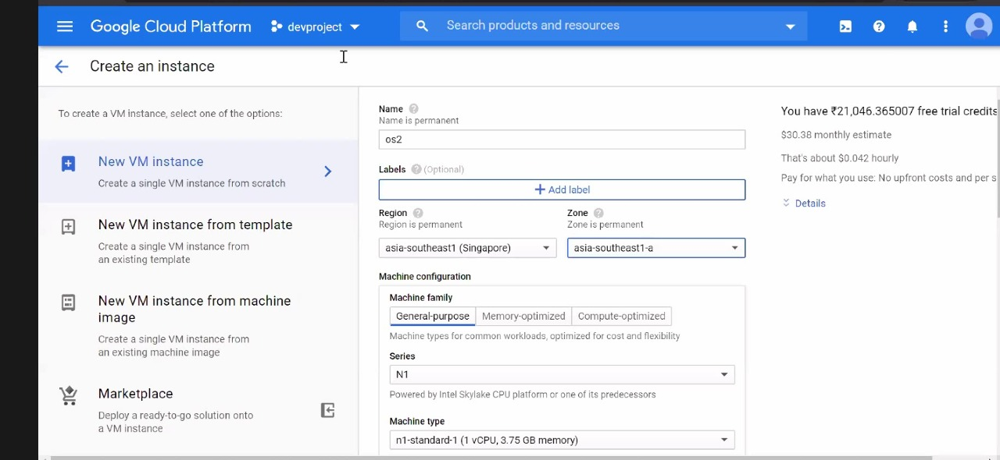 Google Cloud Platform
devproject
Search products and resources
Create an instance
To create a VM instance, select one of the options:
New VM instance
Create a single VM instance from scratch
New VM instance from template
Create a single VM instance from
an existing template
New VM instance from machine
image
Create a single VM instance from
an existing machine image
Marketplace
Deploy a ready-to-go solution onto
a VM instance
Name
Name is permanent
os2
Labels (Optional)
Add label
Region
Region is permanent
asia-southeast1 (Singapore)
Zone
Zone is permanent
asia-southeast1-a
Machine configuration
Machine family
General-purpose Memory-optimized Compute-optimized
Machine types for common workloads, optimized for cost and flexibility
Series
N1
Powered by Intel Skylake CPU platform or one of its predecessors
Machine type
n1-standard-1 (1 vCPU, 3.75 GB memory)
You have ₹21,046.365007 free trial credits
$30.38 monthly estimate
That's about $0.042 hourly
Pay for what you use: No upfront costs and per s
Details